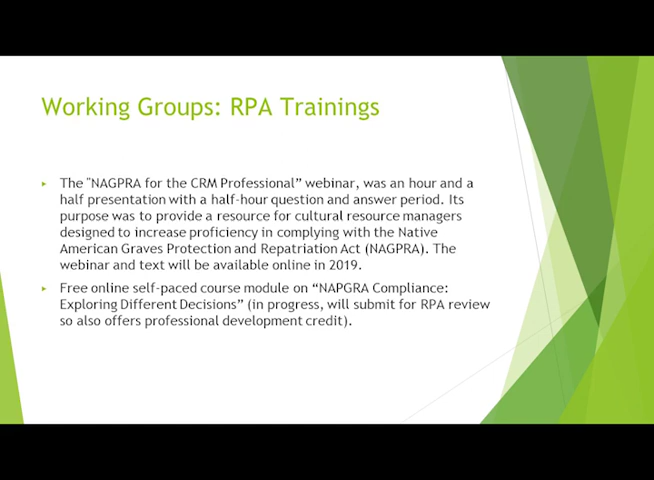 Working Groups: RPA Trainings
The "NAGPRA for the CRM Professional” webinar, was an hour and a
half presentation with a half-hour question and answer period. Its
purpose was to provide a resource for cultural resource managers
designed to increase proficiency in complying with the Native
American Graves Protection and Repatriation Act (NAGPRA). The
webinar and text will be available online in 2019.
Free online self-paced course module on “NAPGRA Compliance:
Exploring Different Decisions” (in progress, will submit for RPA review
so also offers professional development credit).